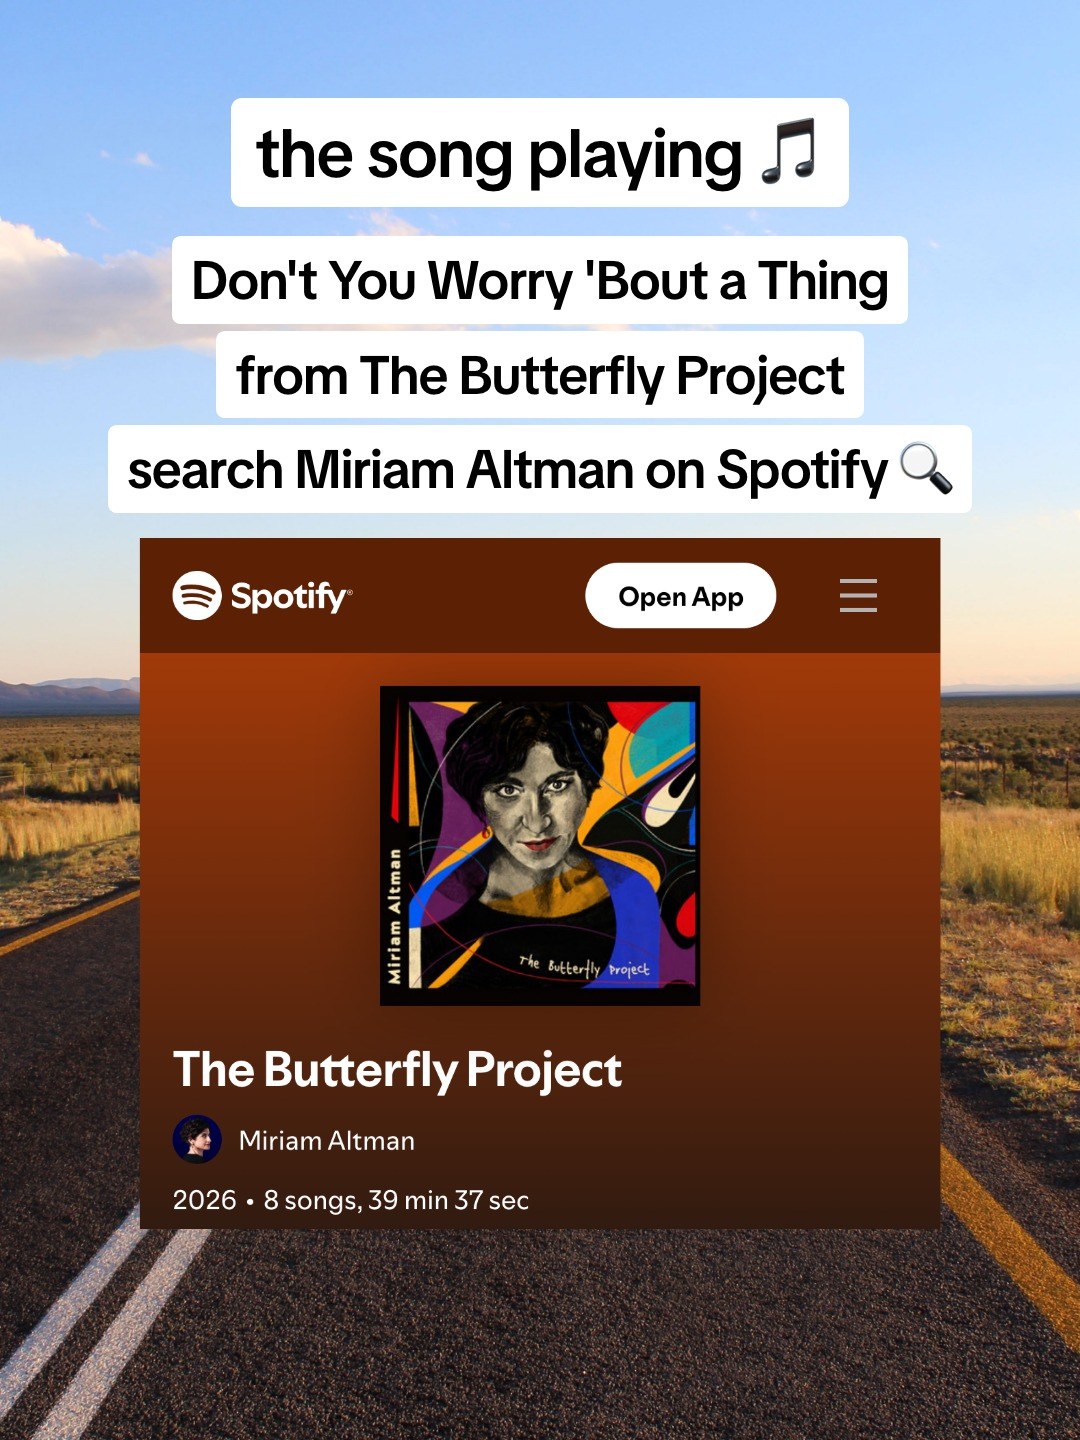 the song playing 🎵
Don't You Worry 'Bout a Thing
from The Butterfly Project
search Miriam Altman on Spotify 🔍
Spotify®
Open App
Miriam Altman
The Butterfly Project
The Butterfly Project
Miriam Altman
2026 • 8 songs, 39 min 37 sec